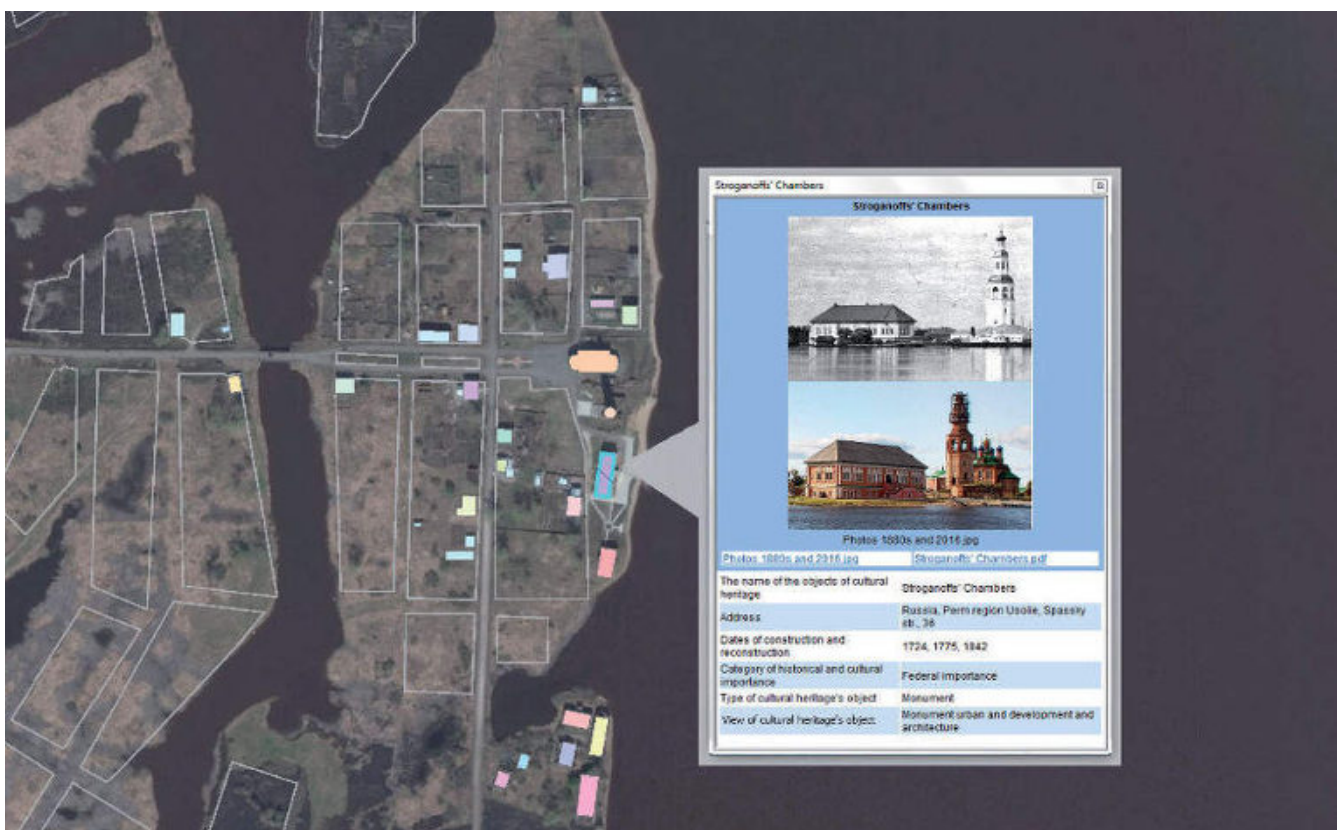 Stroganoffs' Chambers
Stroganoffs' Chambers
Photos 1880s and 2016.jpg
Photos 1880s and 2016.jpg Stroganoffs' Chambers.pdf
The name of the objects of cultural
heritage
Stroganoffs' Chambers
Address
Russia, Perm region Usolie, Spassky
sb., 36
Dates of construction and
reconstruction
1724, 1775, 1842
Category of historical and cultural
importance
Federal importance
Type of cultural heritage's object Monument
View of cultural heritage's object
Monument urban and development and
architecture